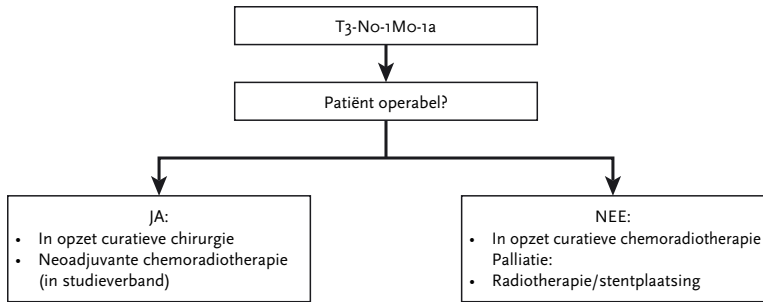 T3-N0-1M0-1a
Patiënt operabel?
JA:
• In opzet curatieve chirurgie
• Neoadjuvante chemoradiotherapie
(in studieverband)
NEE:
• In opzet curatieve chemoradiotherapie
Palliatie:
• Radiotherapie/stentplaatsing